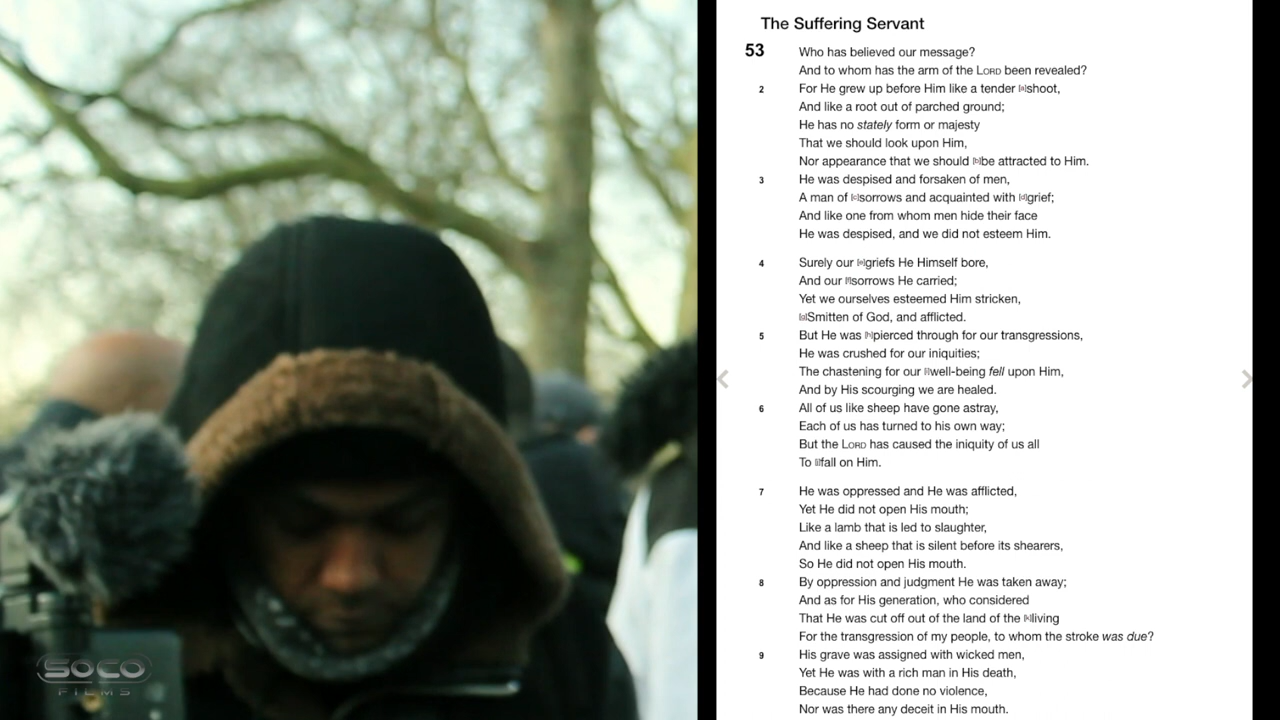 The Suffering Servant
53 Who has believed our message?
And to whom has the arm of the LORD been revealed?
2 For He grew up before Him like a tender [a]shoot,
And like a root out of parched ground;
He has no stately form or majesty
That we should look upon Him,
Nor appearance that we should [b]be attracted to Him.
3 He was despised and forsaken of men,
A man of [c]sorrows and acquainted with [d]grief;
And like one from whom men hide their face
He was despised, and we did not esteem Him.
4 Surely our [e]griefs He Himself bore,
And our [f]sorrows He carried;
Yet we ourselves esteemed Him stricken,
[g]Smitten of God, and afflicted.
5 But He was [h]pierced through for our transgressions,
He was crushed for our iniquities;
The chastening for our [i]well-being fell upon Him,
And by His scourging we are healed.
6 All of us like sheep have gone astray,
Each of us has turned to his own way;
But the LORD has caused the iniquity of us all
To [j]fall on Him.
7 He was oppressed and He was afflicted,
Yet He did not open His mouth;
Like a lamb that is led to slaughter,
And like a sheep that is silent before its shearers,
So He did not open His mouth.
8 By oppression and judgment He was taken away;
And as for His generation, who considered
That He was cut off out of the land of the [k]living
For the transgression of my people, to whom the stroke was due?
9 His grave was assigned with wicked men,
Yet He was with a rich man in His death,
Because He had done no violence,
Nor was there any deceit in His mouth.
SOCO
FILMS